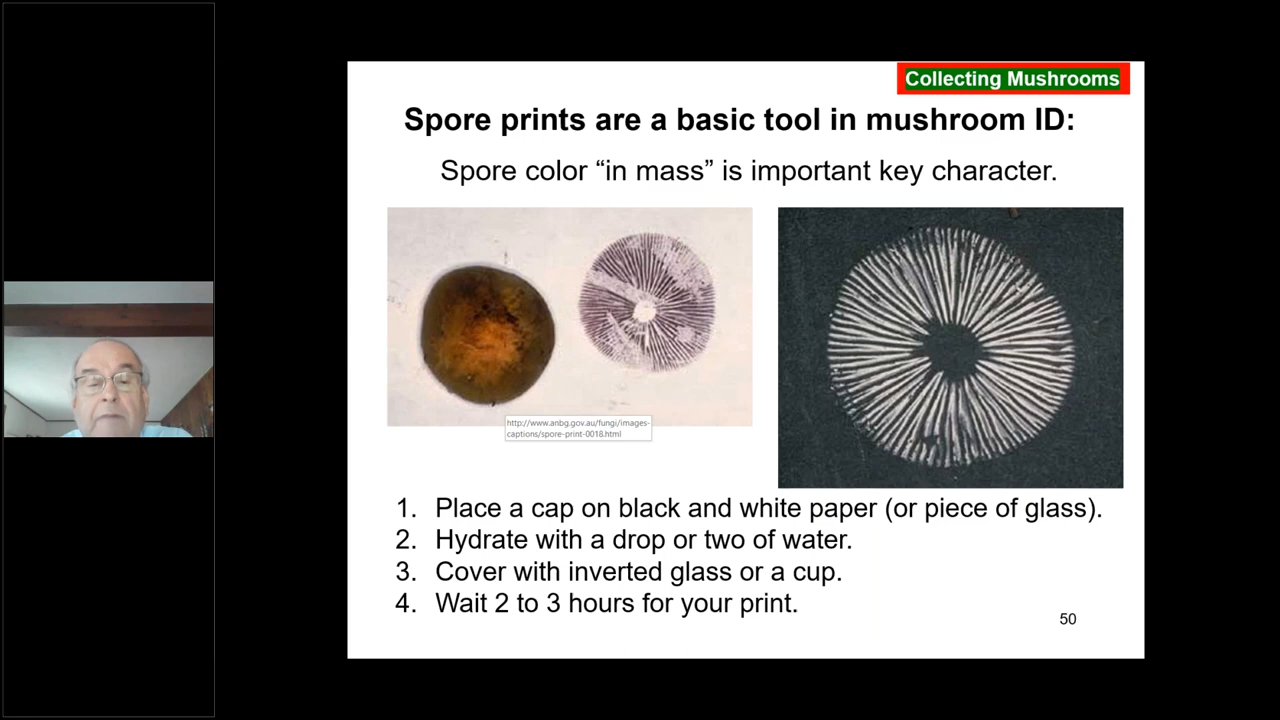 Collecting Mushrooms
Spore prints are a basic tool in mushroom ID:
Spore color “in mass” is important key character.
http://www.anbg.gov.au/fungi/images-
captions/spore-print-0018.html
1. Place a cap on black and white paper (or piece of glass).
2. Hydrate with a drop or two of water.
3. Cover with inverted glass or a cup.
4. Wait 2 to 3 hours for your print.
50